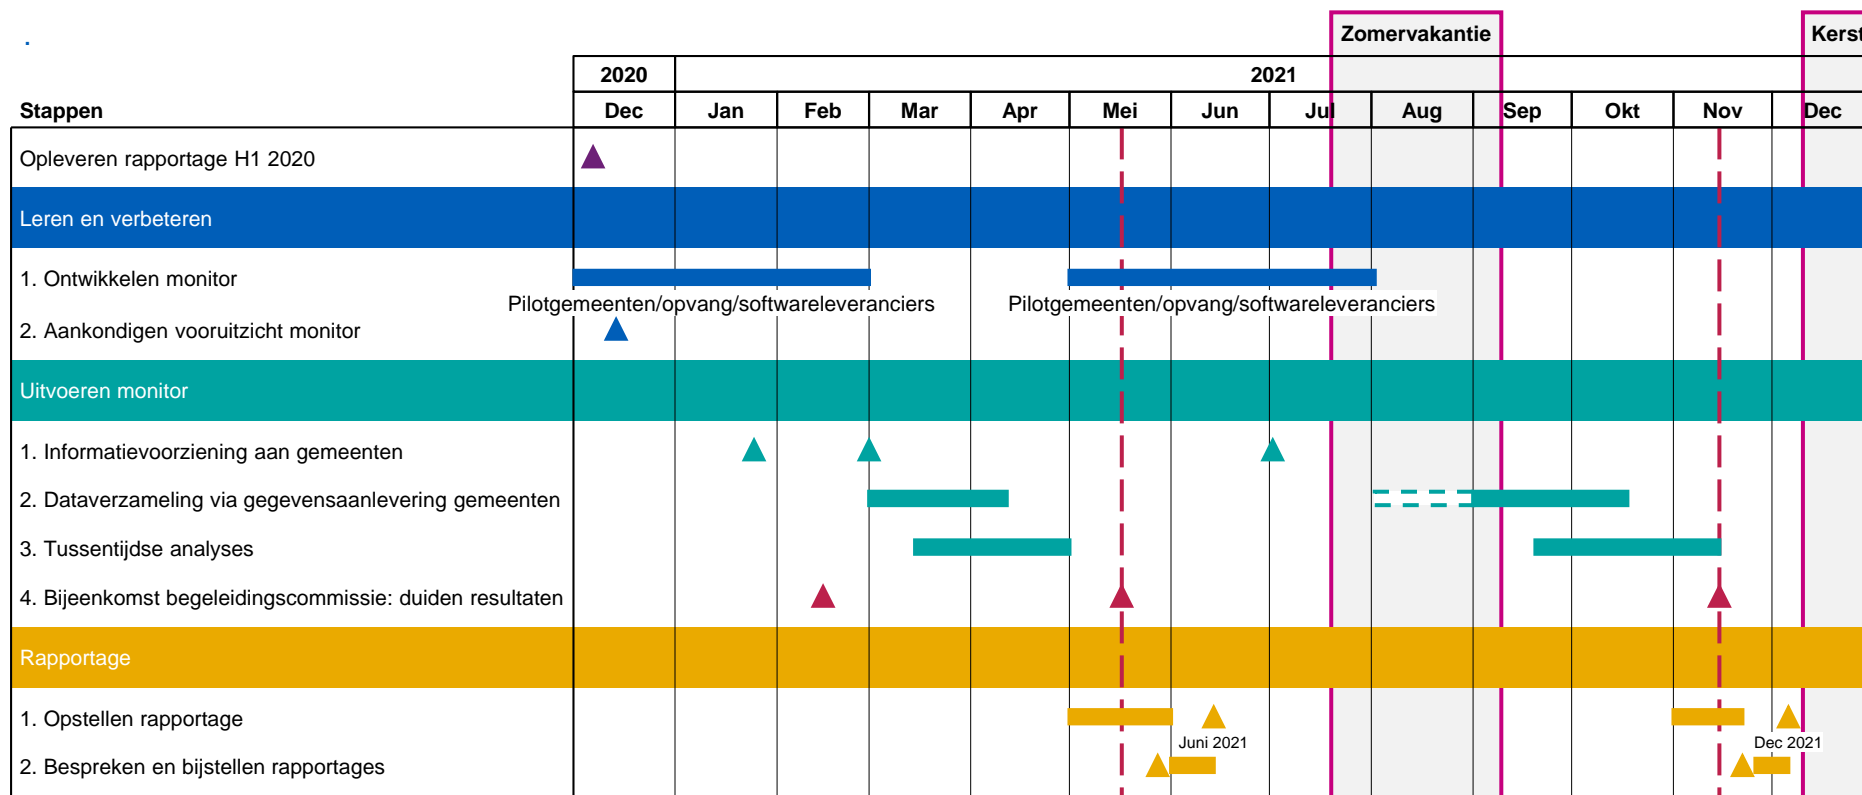 Zomervakantie
Kerst
.
2020
2021
Stappen
Dec
Jan
Feb
Mar
Apr
Mei
Jun
Jul
Aug
Sep
Okt
Nov
Dec
Opleveren rapportage H1 2020
Leren en verbeteren
1. Ontwikkelen monitor
Pilotgemeenten/opvang/softwareleveranciers
Pilotgemeenten/opvang/softwareleveranciers
2. Aankondigen vooruitzicht monitor
Uitvoeren monitor
1. Informatievoorziening aan gemeenten
2. Dataverzameling via gegevensaanlevering gemeenten
3. Tussentijdse analyses
4. Bijeenkomst begeleidingscommissie: duiden resultaten
Rapportage
1. Opstellen rapportage
Juni 2021
Dec 2021
2. Bespreken en bijstellen rapportages